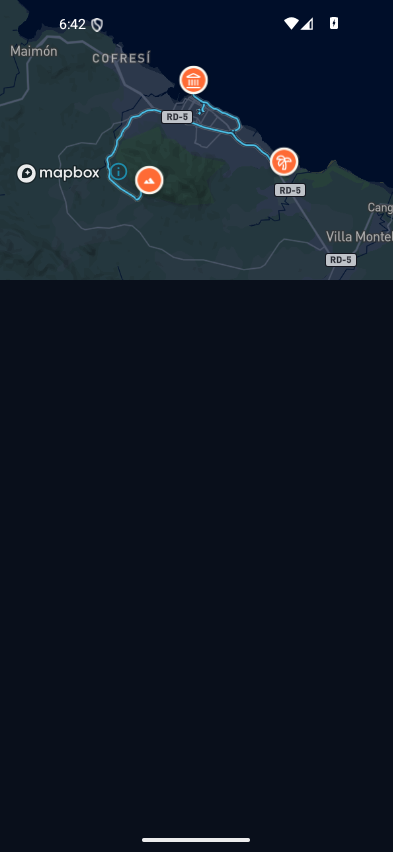 6:42
Maimón
COFRESÍ
RD-5
mapbox
RD-5
Cang
Villa Montel
RD-5